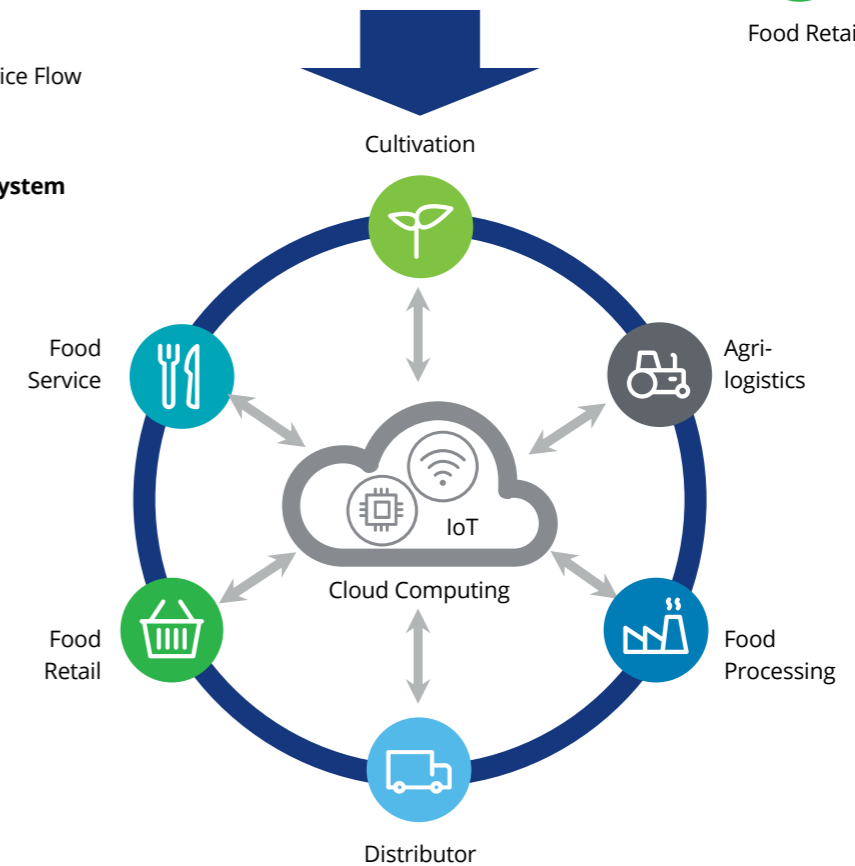 Food Retai
ice Flow
Cultivation
ystem
Food
Service
Agri-
logistics
IoT
Cloud Computing
Food
Retail
Food
Processing
Distributor